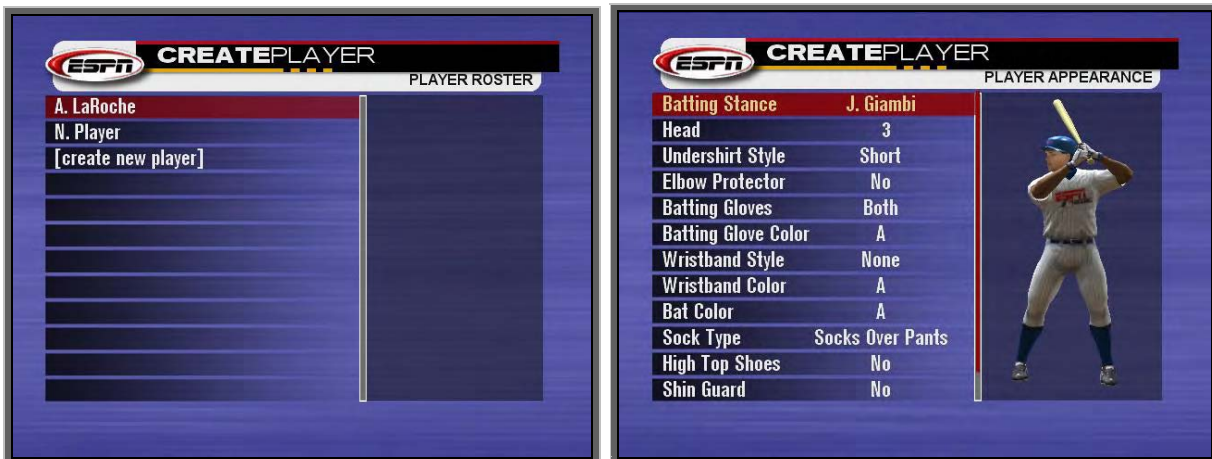 ESPN
CREATEPLAYER
PLAYER ROSTER
A. LaRoche
N. Player
[create new player]
ESPN
CREATEPLAYER
PLAYER APPEARANCE
Batting Stance J. Giambi
Head 3
Undershirt Style Short
Elbow Protector No
Batting Gloves Both
Batting Glove Color A
Wristband Style None
Wristband Color A
Bat Color A
Sock Type Socks Over Pants
High Top Shoes No
Shin Guard No
ESPN